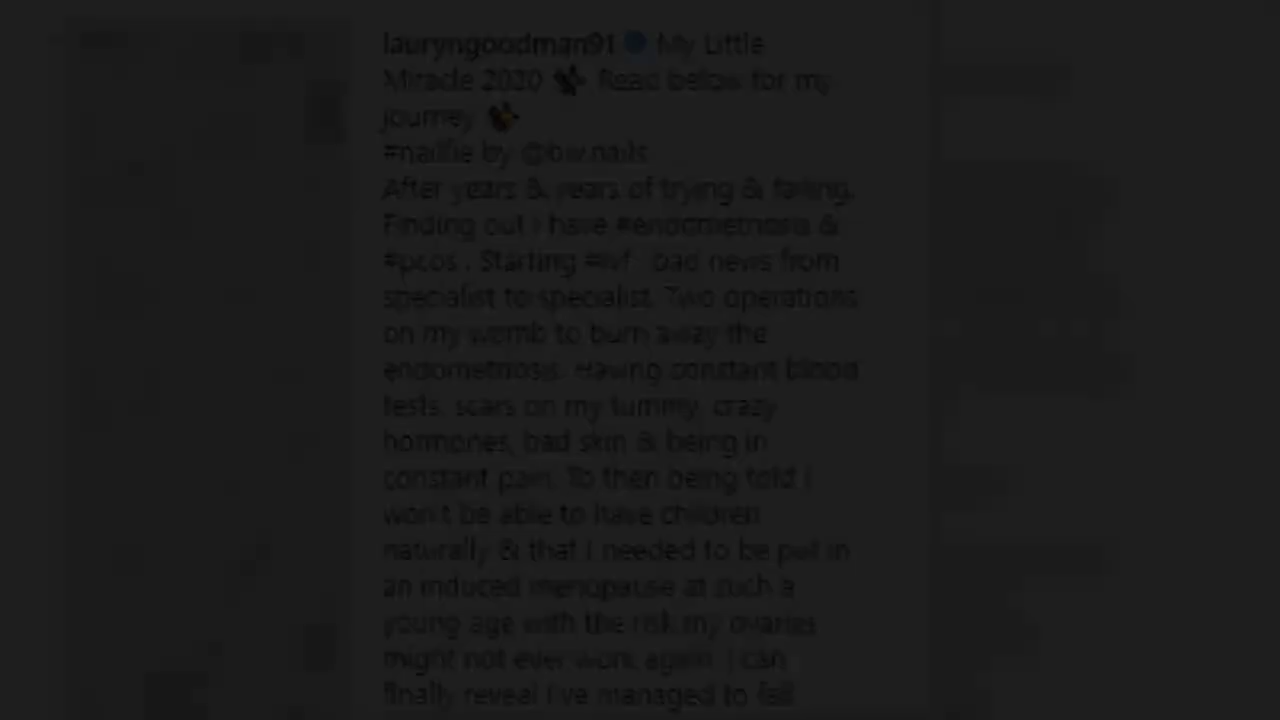 lauryngoodman91 My Little
Miracle 2020 Read below for my
journey
#nailfie by @bw.nails
After years & years of trying & failing.
Finding out I have #endometriosis &
#pcos . Starting #ivf bad news from
specialist to specialist. Two operations
on my womb to burn away the
endometriosis. Having constant blood
tests, scars on my tummy, crazy
hormones, bad skin & being in
constant pain. To then being told I
won't be able to have children
naturally & that I needed to be put in
an induced menopause at such a
young age with the risk my ovaries
might not ever work again. I can
finally reveal I've managed to fall